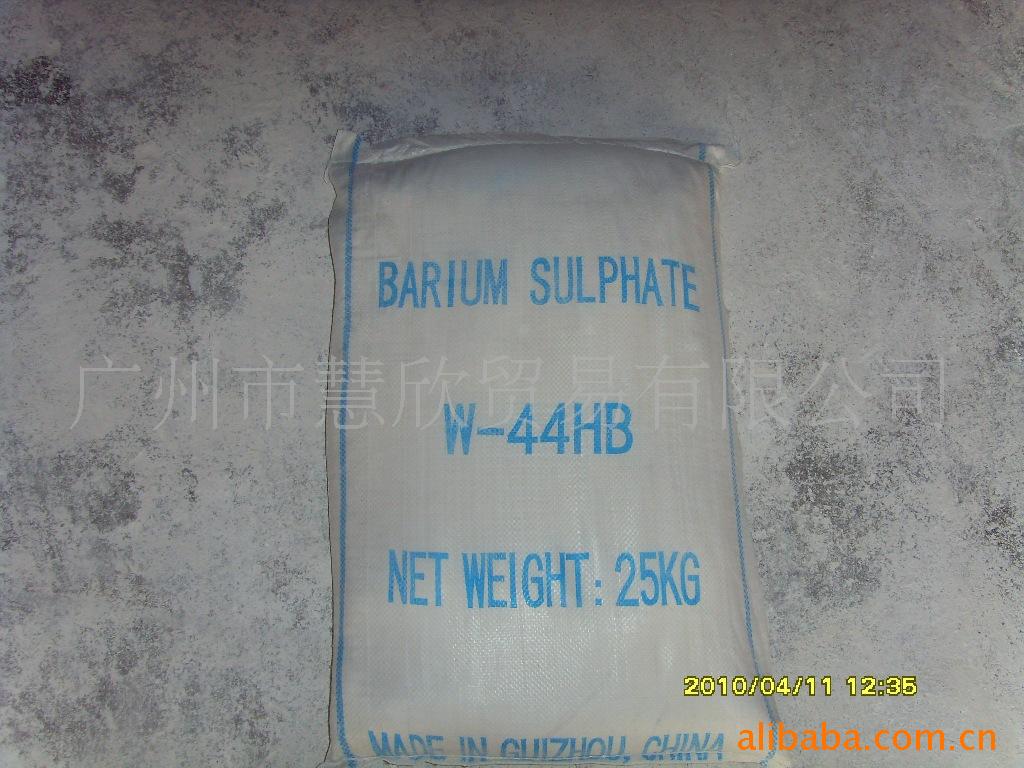 BARIUM SULPHATE
广州市慧欣贸易有限公司
W-44HB
NET WEIGHT: 25KG
2010/04/11 12:35
MADE IN GUIZHOU, CHINA
alibaba.com.cn